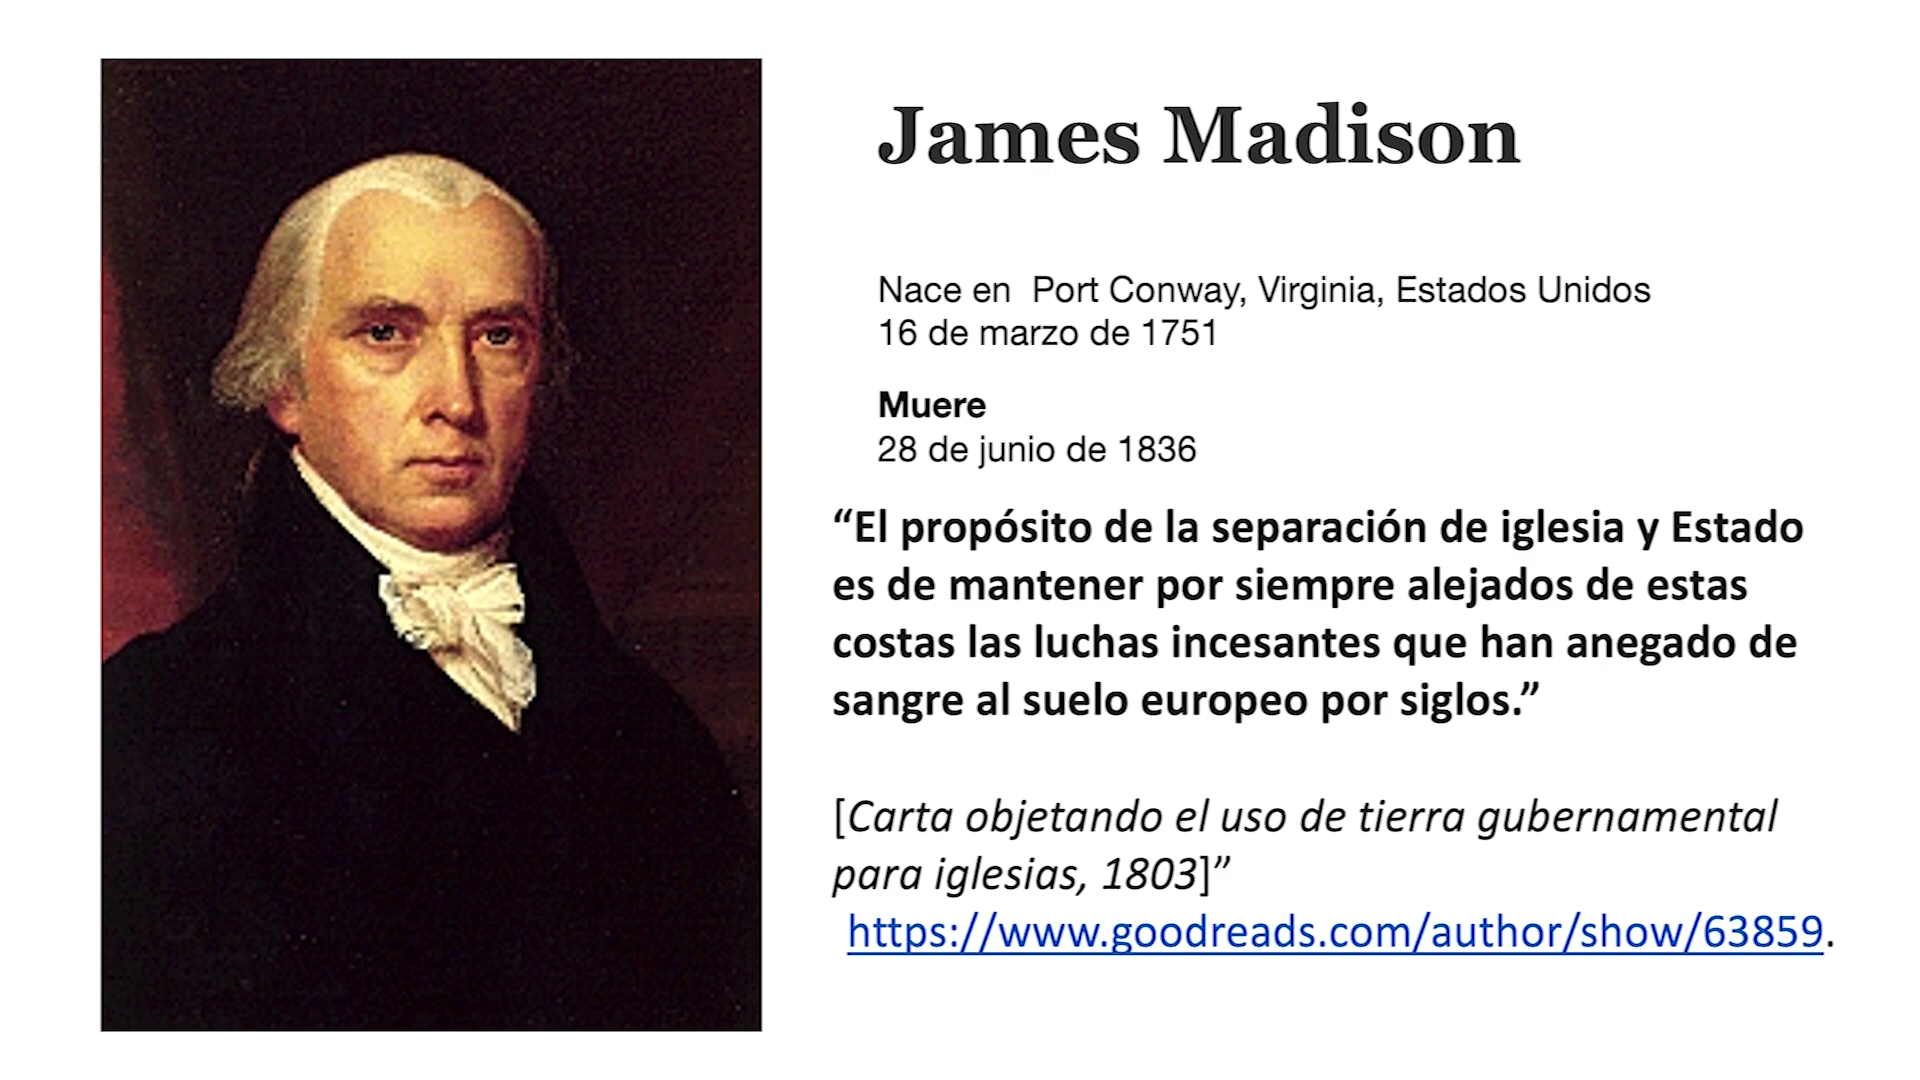 James Madison
Nace en  Port Conway, Virginia, Estados Unidos
16 de marzo de 1751
Muere
28 de junio de 1836
“El propósito de la separación de iglesia y Estado
es de mantener por siempre alejados de estas
costas las luchas incesantes que han anegado de
sangre al suelo europeo por siglos.”
[Carta objetando el uso de tierra gubernamental
para iglesias, 1803]”
https://www.goodreads.com/author/show/63859.